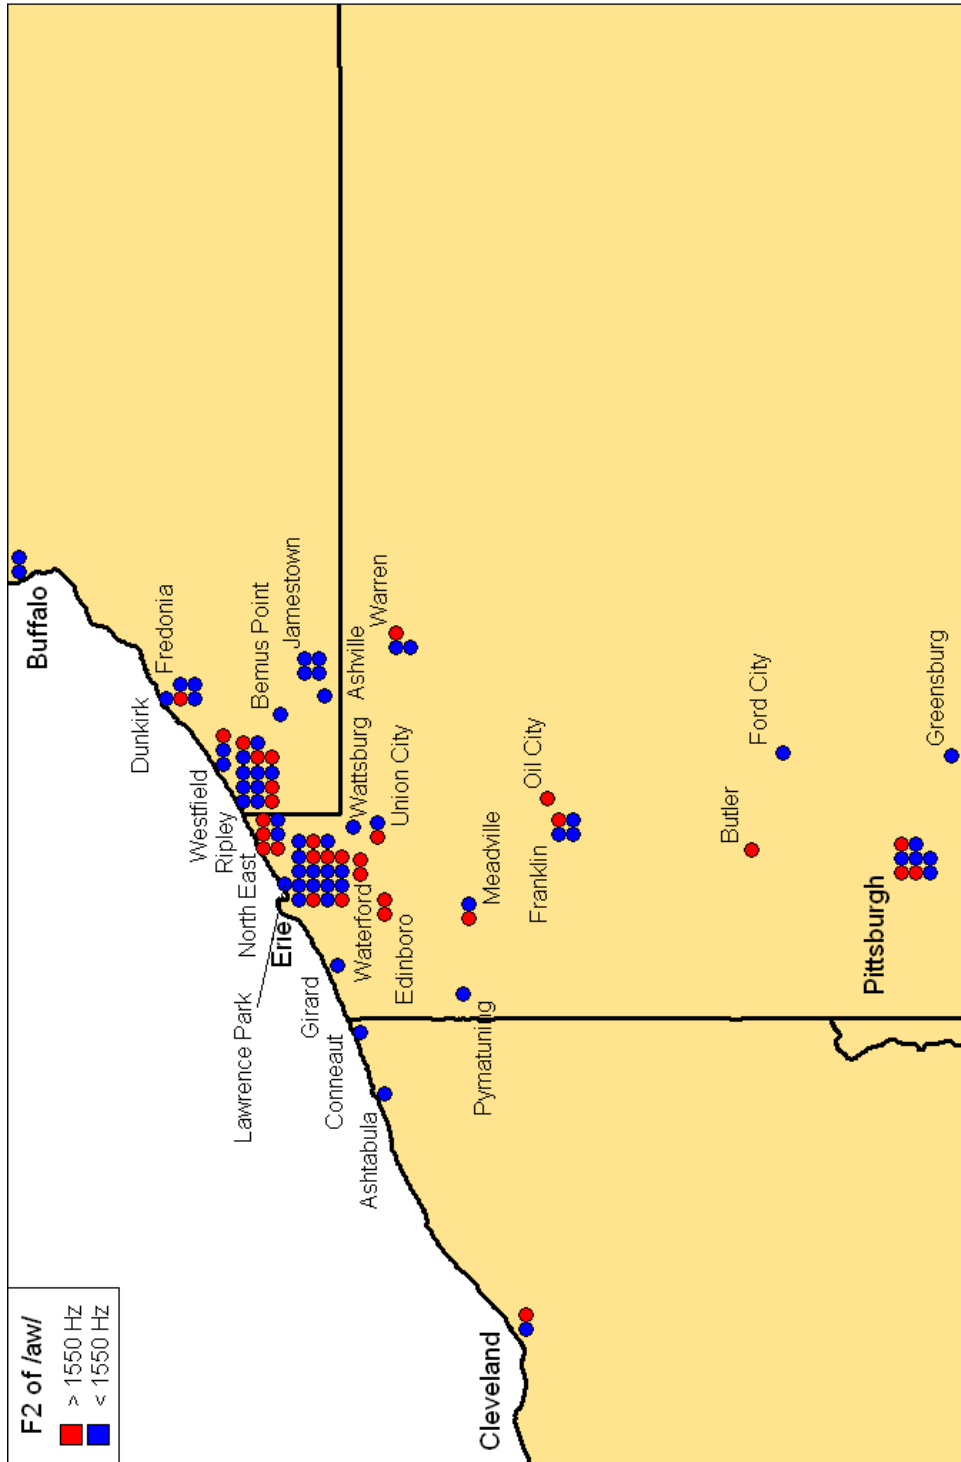 F2 of /aw/
> 1550 Hz
< 1550 Hz
Buffalo
Dunkirk
Fredonia
Westfield
Ripley
Bemus Point
Jamestown
Ashville
North East
Lawrence Park
Erie
Wattsburg
Warren
Union City
Girard
Waterford
Edinboro
Conneaut
Ashtabula
Meadville
Pymatuning
Oil City
Franklin
Cleveland
Butler
Ford City
Pittsburgh
Greensburg